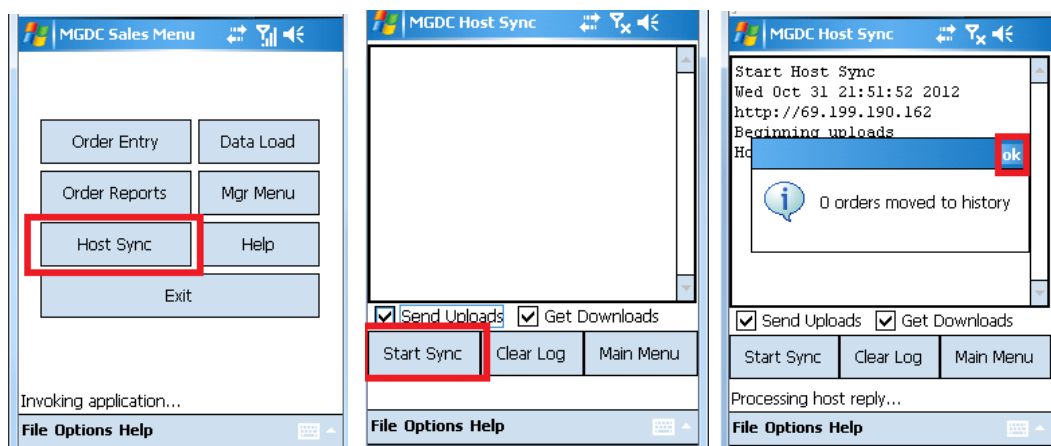 MGDC Sales Menu
Order Entry
Data Load
Order Reports
Mgr Menu
Host Sync
Help
Exit
Invoking application...
File Options Help
MGDC Host Sync
Send Uploads
Get Downloads
Start Sync
Clear Log
Main Menu
File Options Help
MGDC Host Sync
Start Host Sync
Wed Oct 31 21:51:52 2012
http://69.199.190.162
Beginning uploads
Ho
ok
0 orders moved to history
Send Uploads
Get Downloads
Start Sync
Clear Log
Main Menu
Processing host reply...
File Options Help